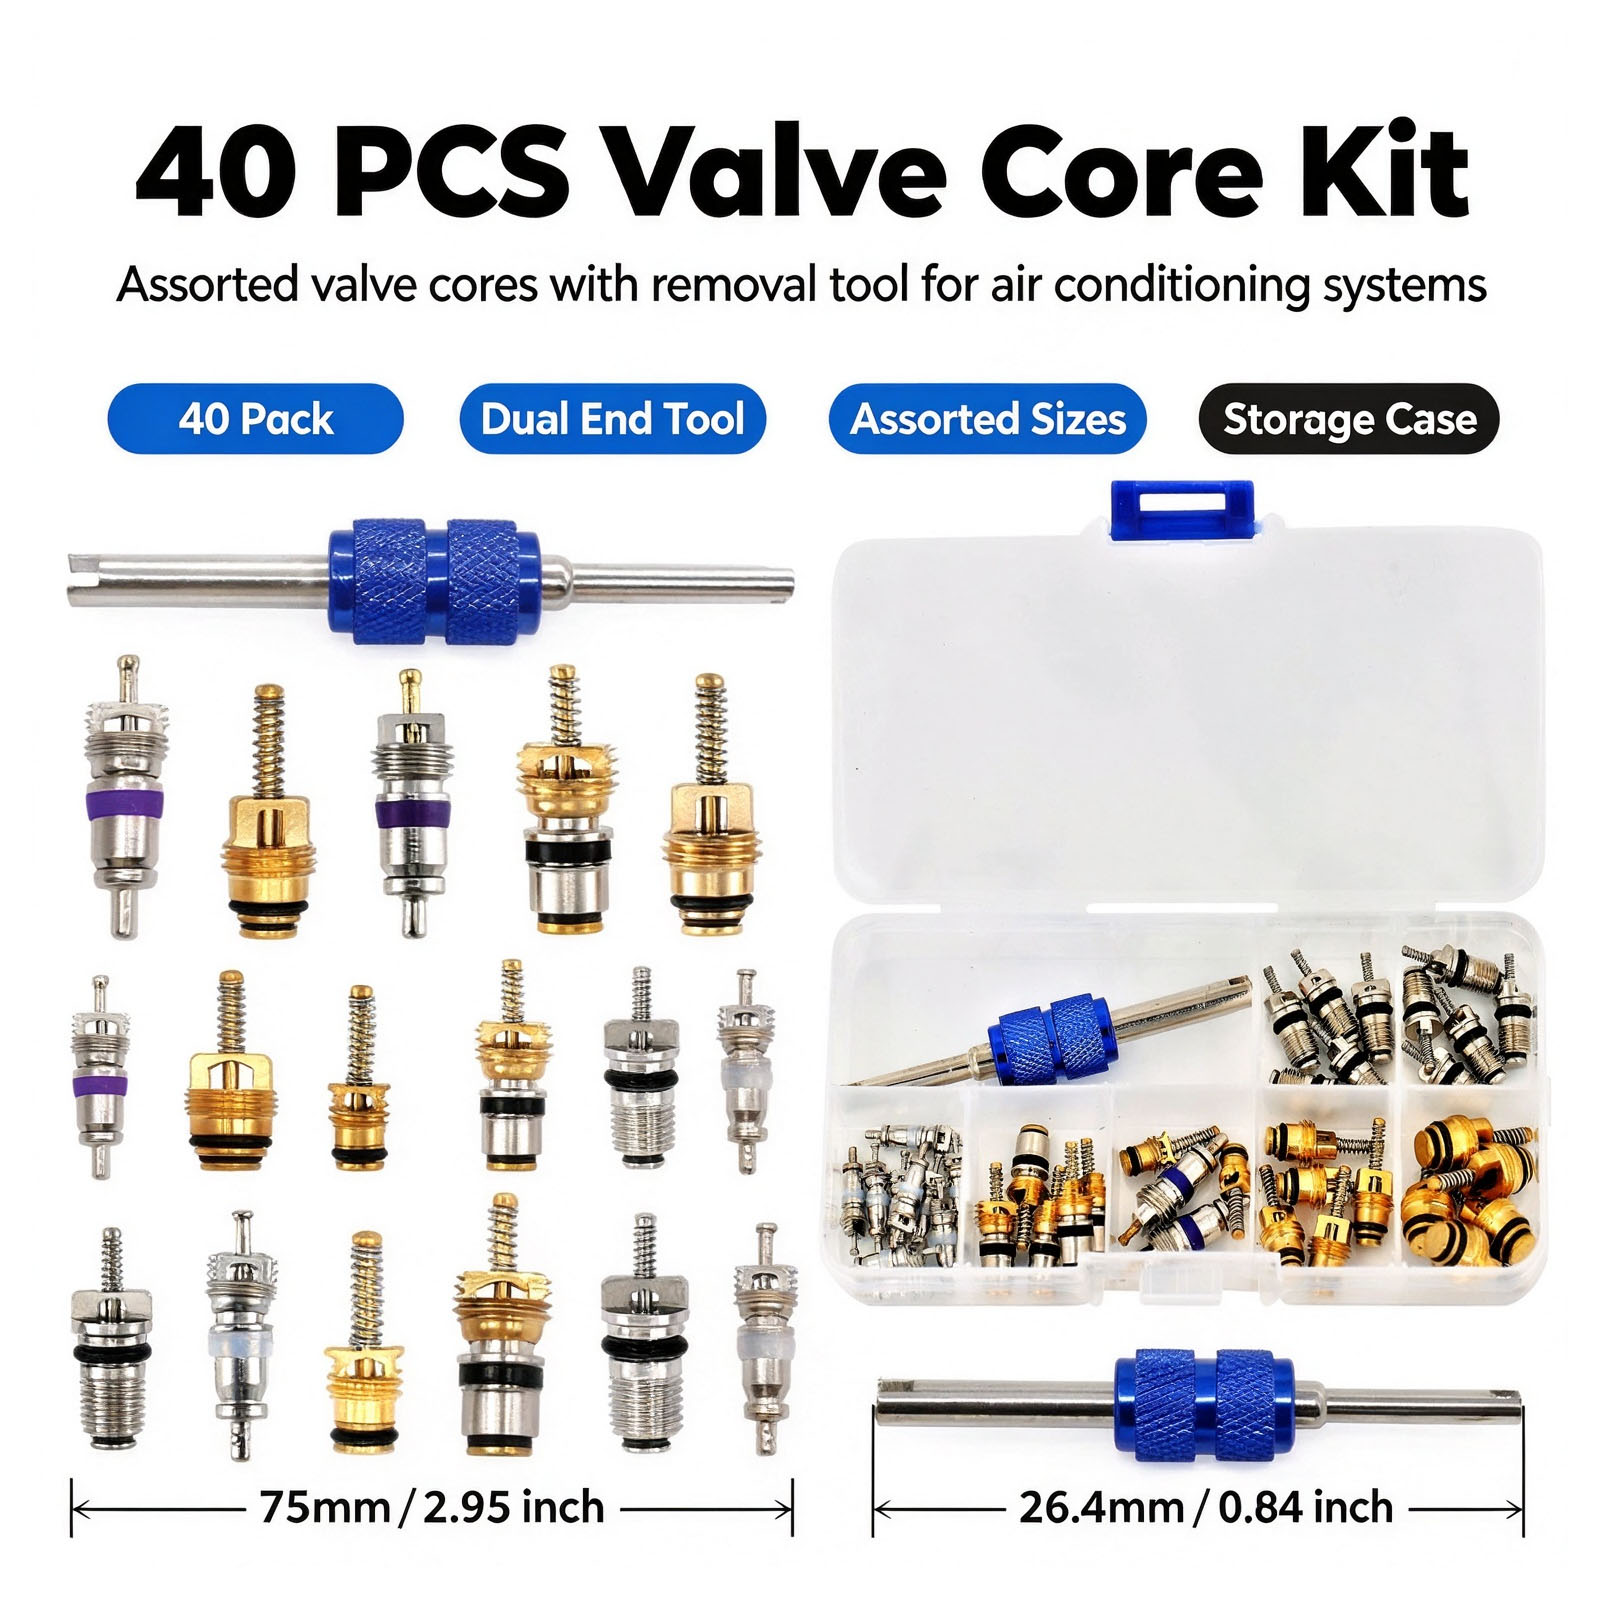 40 PCS Valve Core Kit
Assorted valve cores with removal tool for air conditioning systems
40 Pack
Dual End Tool
Assorted Sizes
Storage Case
75mm / 2.95 inch
26.4mm / 0.84 inch